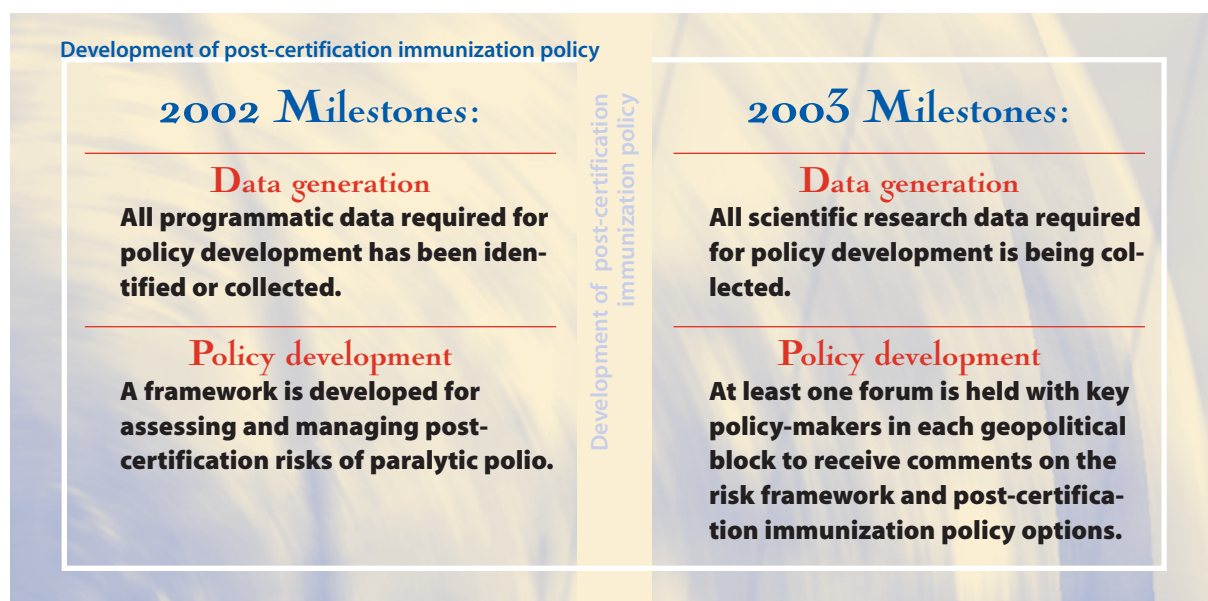 Development of post-certification immunization policy
2002 Milestones:
Data generation
All programmatic data required for
policy development has been iden-
tified or collected.
Policy development
A framework is developed for
assessing and managing post-
certification risks of paralytic polio.
Development of post-certification
immunization policy
2003 Milestones:
Data generation
All scientific research data required
for policy development is being col-
lected.
Policy development
At least one forum is held with key
policy-makers in each geopolitical
block to receive comments on the
risk framework and post-certifica-
tion immunization policy options.